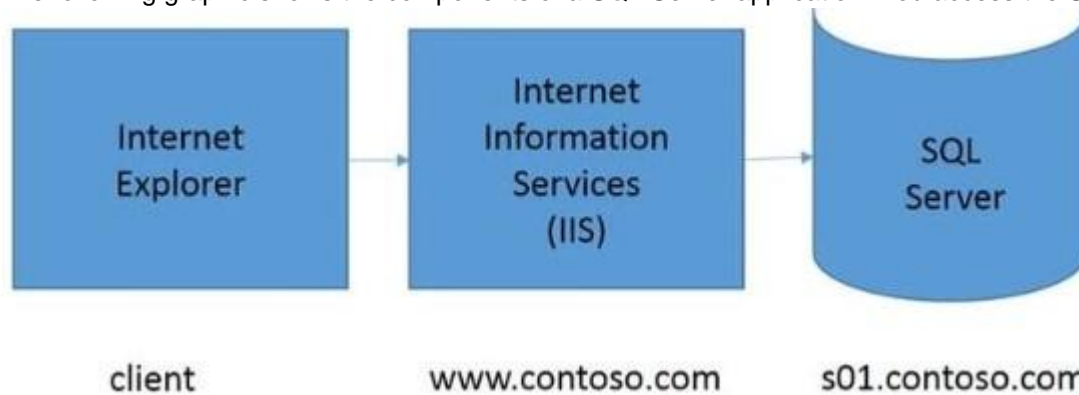 Internet
Explorer
Internet
Information
Services
(IIS)
SQL
Server
client
www.contoso.com
s01.contoso.com